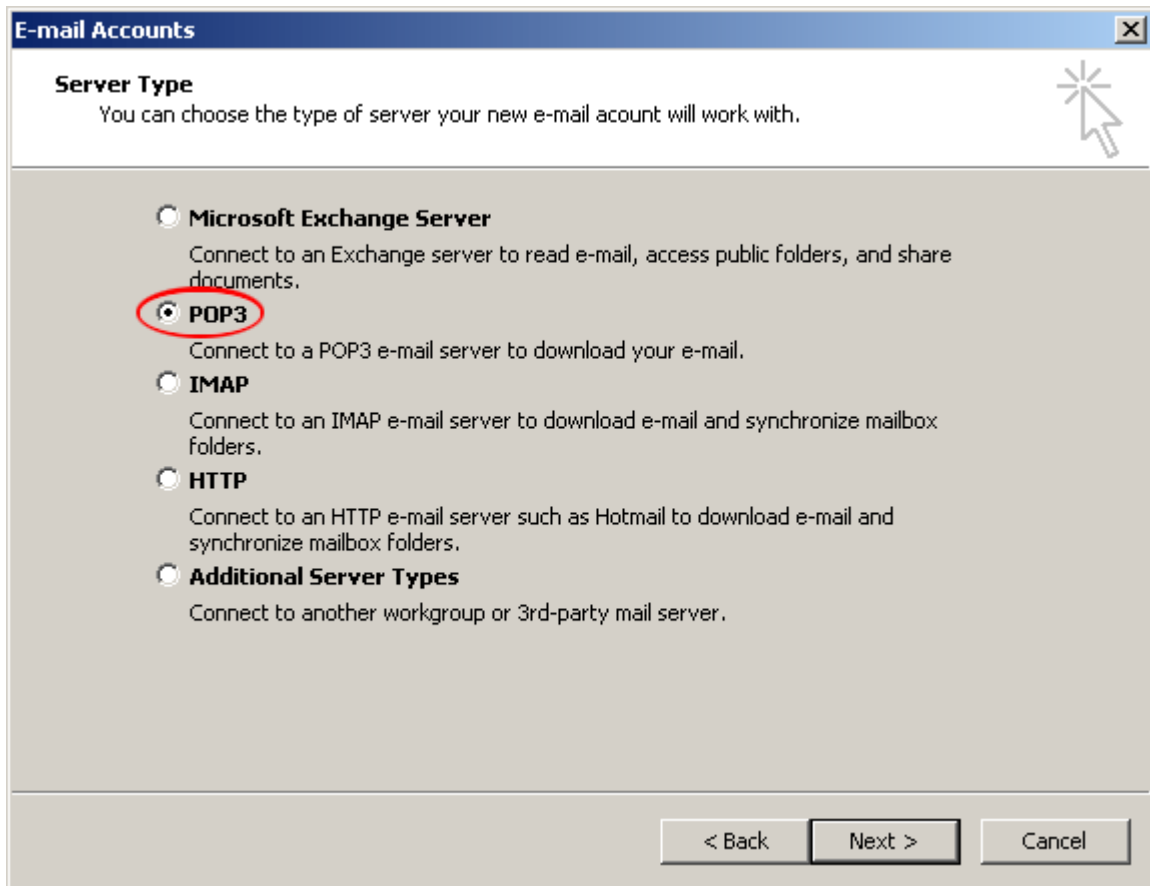 E-mail Accounts
Server Type
You can choose the type of server your new e-mail acount will work with.
Microsoft Exchange Server
Connect to an Exchange server to read e-mail, access public folders, and share
documents.
POP3
Connect to a POP3 e-mail server to download your e-mail.
IMAP
Connect to an IMAP e-mail server to download e-mail and synchronize mailbox
folders.
HTTP
Connect to an HTTP e-mail server such as Hotmail to download e-mail and
synchronize mailbox folders.
Additional Server Types
Connect to another workgroup or 3rd-party mail server.
< Back Next > Cancel